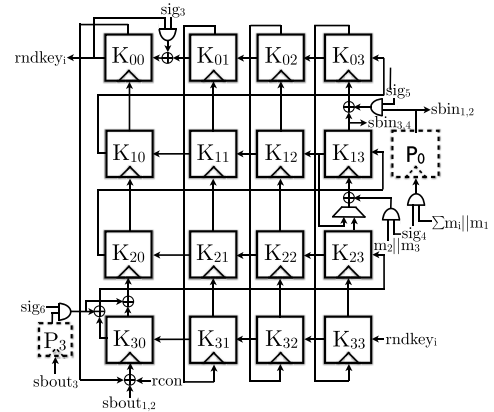 sig₃
rndkeyᵢ K₀₀ K₀₁ K₀₂ K₀₃
sig₅
sbin₁,₂
sbin₃,₄
K₁₀ K₁₁ K₁₂ K₁₃ P₀
∑mᵢ||m₁
sig₄
m₂||m₃
K₂₀ K₂₁ K₂₂ K₂₃
sig₆
P₃ K₃₀ K₃₁ K₃₂ K₃₃ rndkeyᵢ
sbout₃ rcon
sbout₁,₂